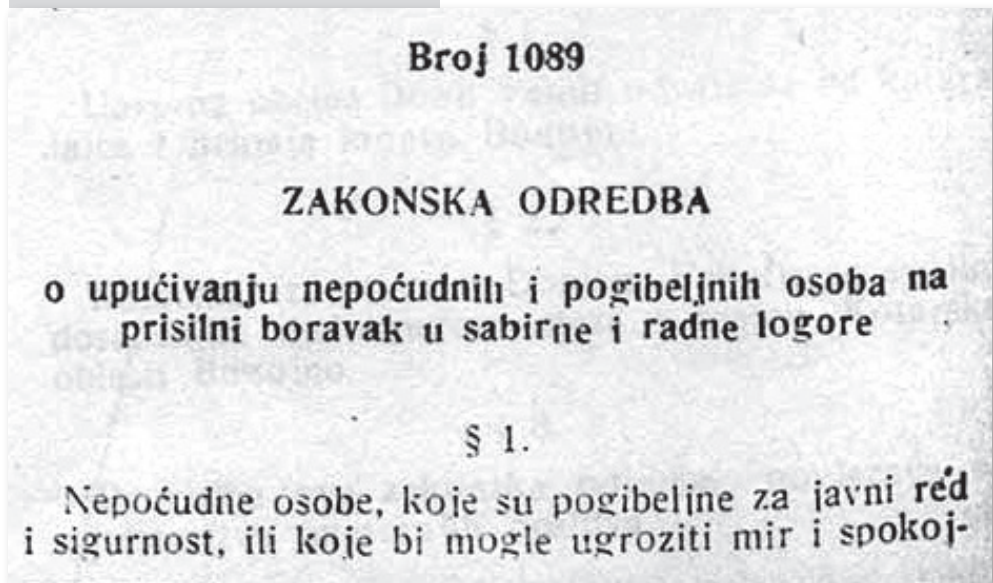 Broj 1089
ZAKONSKA ODREDBA
o upućivanju nepoćudnih i pogibeljnih osoba na
prisilni boravak u sabirne i radne logore
§ 1.
Nepoćudne osobe, koje su pogibeljne za javni red
i sigurnost, ili koje bi mogle ugroziti mir i spokoj-